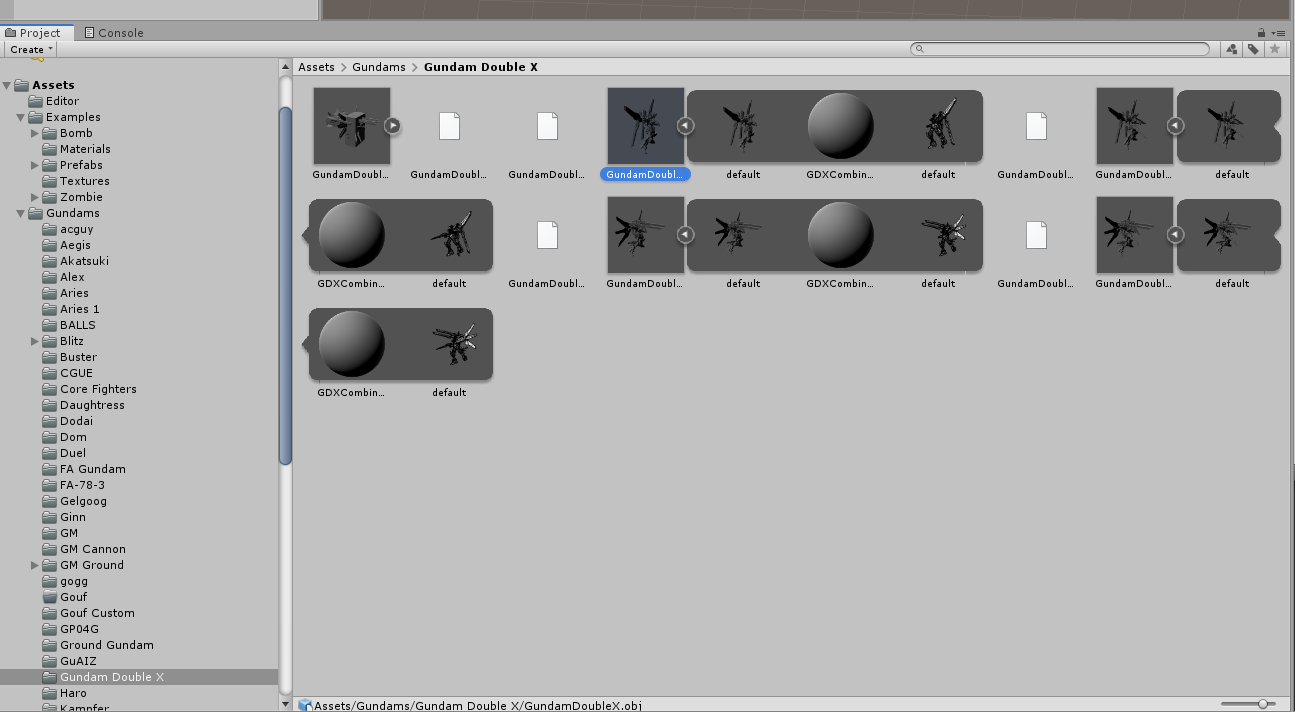 Project
Console
Create
Assets
Editor
Examples
Bomb
Materials
Prefabs
Textures
Zombie
Gundams
acguy
Aegis
Akatsuki
Alex
Aries
Aries 1
BALLS
Blitz
Buster
CGUE
Core Fighters
Daughtress
Dodai
Dom
Duel
FA Gundam
FA-78-3
Gelgoog
Ginn
GM
GM Cannon
GM Ground
gogg
Gouf
Gouf Custom
GP04G
Ground Gundam
GuAIZ
Gundam Double X
Haro
Kampfer
Assets > Gundams > Gundam Double X
GundamDoubl... GundamDoubl... GundamDoubl... GundamDoubl... default GDXCombin... default GundamDoubl... GundamDoubl... default
GDXCombin... default GundamDoubl... GundamDoubl... default GDXCombin... default GundamDoubl... GundamDoubl... default
GDXCombin... default
Assets/Gundams/Gundam Double X/GundamDoubleX.obj